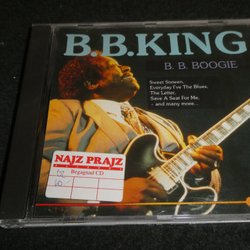 B.B.KING
B. B. BOOGIE
Sweet Sixteen,
Everyday I've The Blues,
The Letter,
Save A Seat For Me,
- and many more...
NAJZ PRAJZ
Begagnad CD